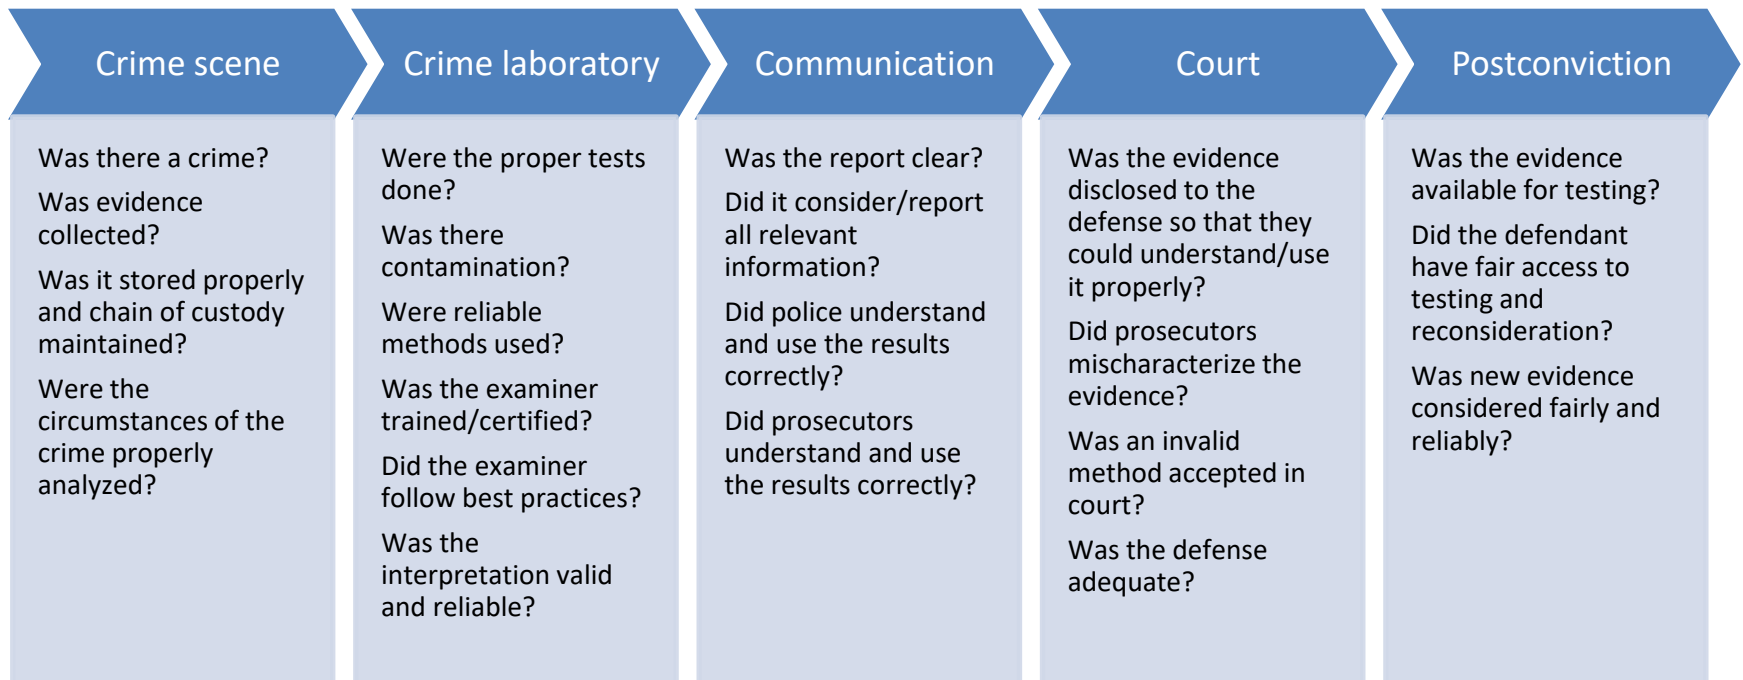 Crime scene
Crime laboratory
Communication
Court
Postconviction
Was there a crime?
Was evidence
collected?
Was it stored properly
and chain of custody
maintained?
Were the
circumstances of the
crime properly
analyzed?
Were the proper tests
done?
Was there
contamination?
Were reliable
methods used?
Was the examiner
trained/certified?
Did the examiner
follow best practices?
Was the
interpretation valid
and reliable?
Was the report clear?
Did it consider/report
all relevant
information?
Did police understand
and use the results
correctly?
Did prosecutors
understand and use
the results correctly?
Was the evidence
disclosed to the
defense so that they
could understand/use
it properly?
Did prosecutors
mischaracterize the
evidence?
Was an invalid
method accepted in
court?
Was the defense
adequate?
Was the evidence
available for testing?
Did the defendant
have fair access to
testing and
reconsideration?
Was new evidence
considered fairly and
reliably?